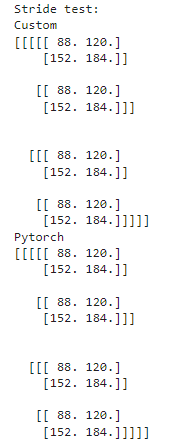 Stride test:
Custom
[[[[[ 88. 120.]
    [152. 184.]]

   [[ 88. 120.]
    [152. 184.]]]


  [[[ 88. 120.]
    [152. 184.]]

   [[ 88. 120.]
    [152. 184.]]]]]
Pytorch
[[[[[ 88. 120.]
    [152. 184.]]

   [[ 88. 120.]
    [152. 184.]]]


  [[[ 88. 120.]
    [152. 184.]]

   [[ 88. 120.]
    [152. 184.]]]]]